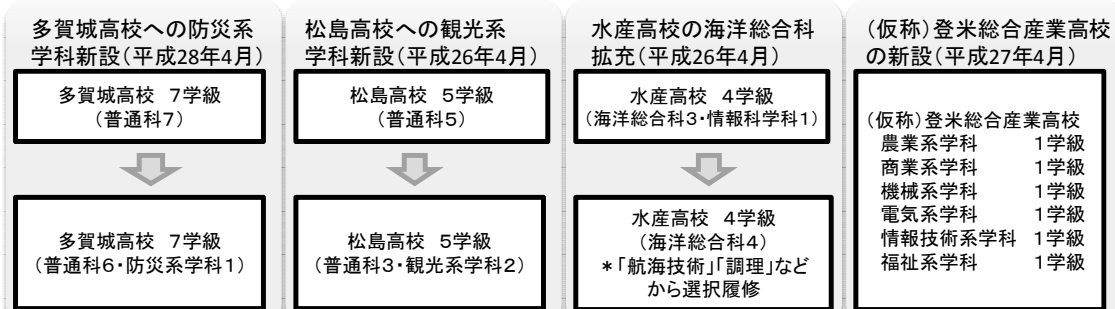 多賀城高校への防災系
学科新設(平成28年4月)
多賀城高校 7学級
(普通科7)
多賀城高校 7学級
(普通科6・防災系学科1)
松島高校への観光系
学科新設(平成26年4月)
松島高校 5学級
(普通科5)
松島高校 5学級
(普通科3・観光系学科2)
水産高校の海洋総合科
拡充(平成26年4月)
水産高校 4学級
(海洋総合科3・情報科学科1)
水産高校 4学級
(海洋総合科4)
*「航海技術」「調理」など
から選択履修
(仮称)登米総合産業高校
の新設(平成27年4月)
(仮称)登米総合産業高校
農業系学科 1学級
商業系学科 1学級
機械系学科 1学級
電気系学科 1学級
情報技術系学科 1学級
福祉系学科 1学級